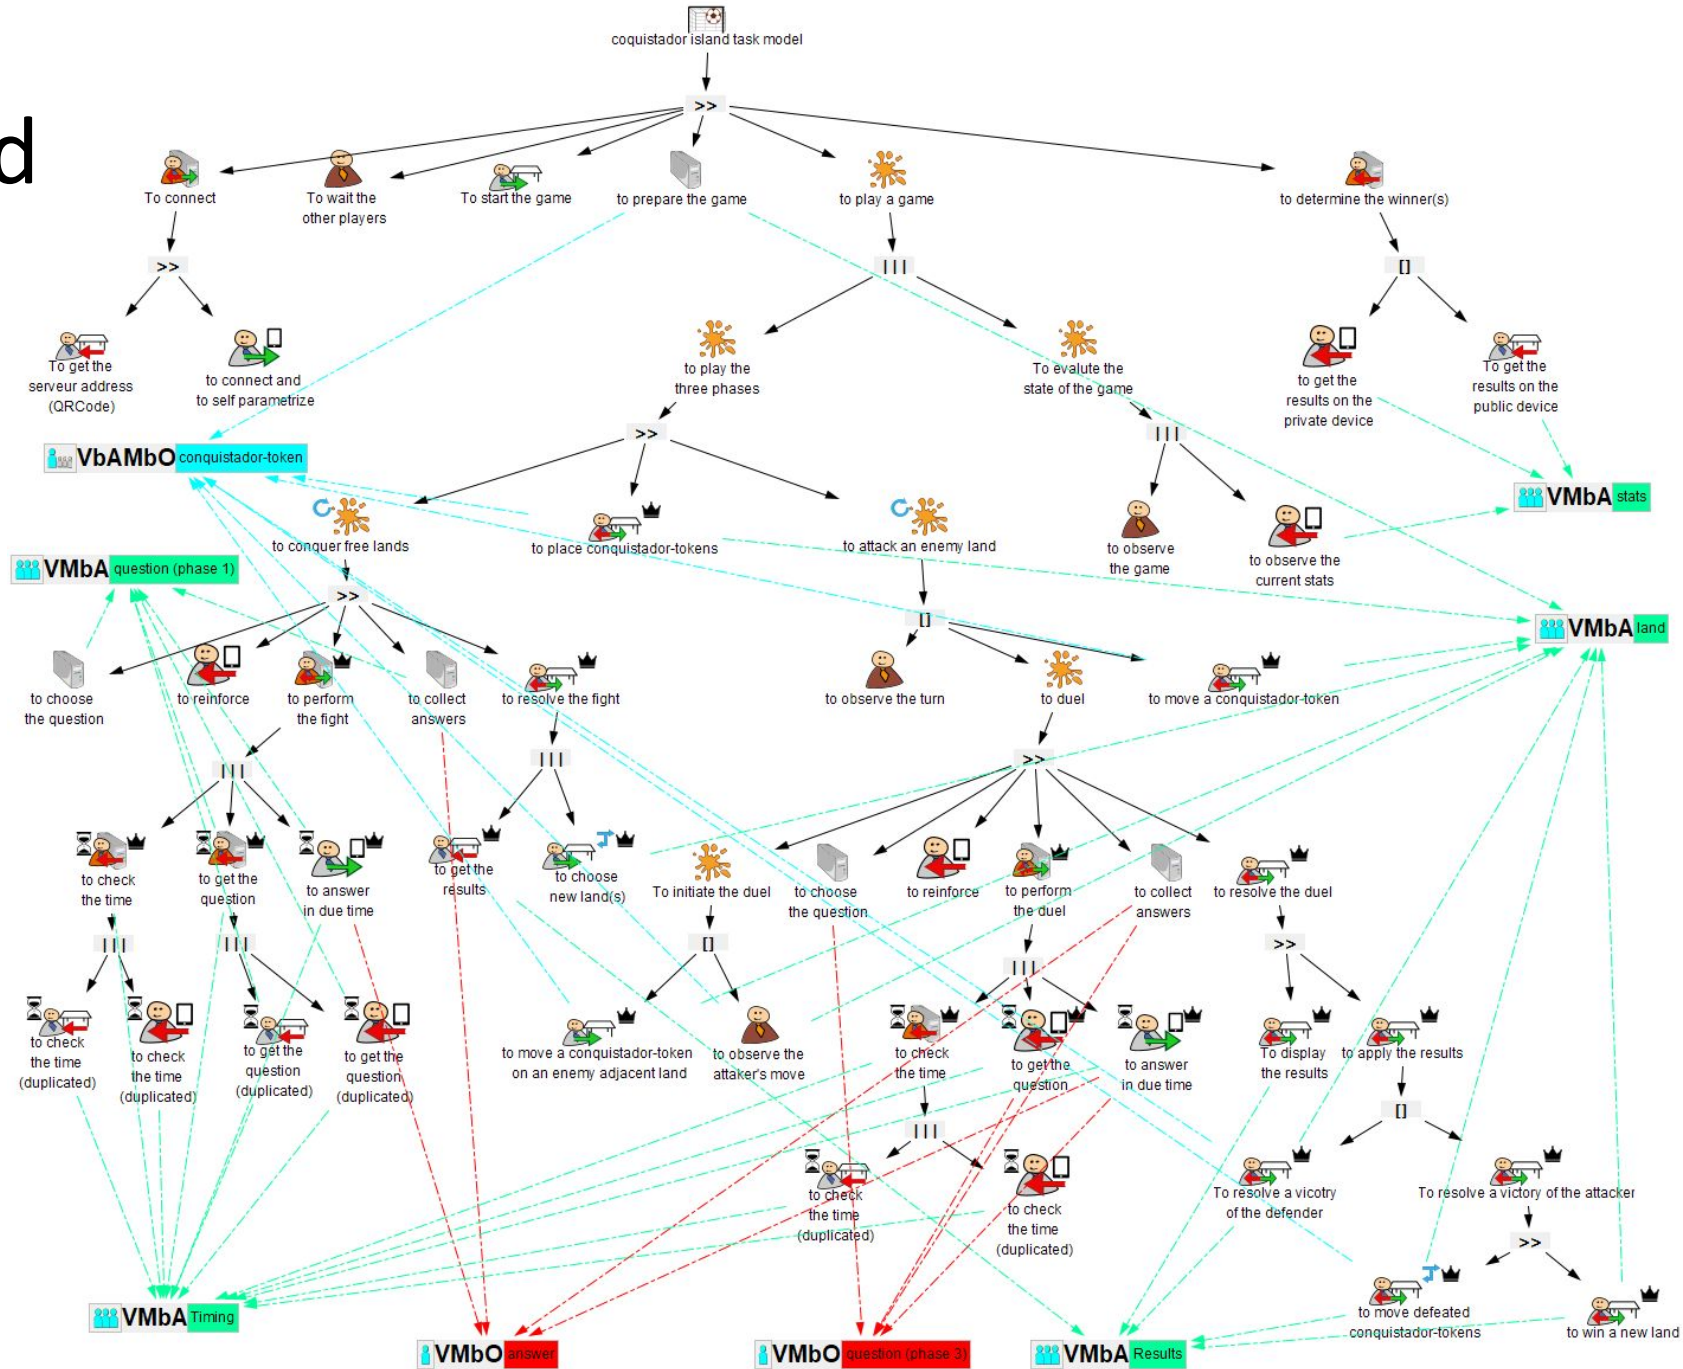 coquistador island task model
d
>>
To connect
To wait the
other players
To start the game
to prepare the game
to play a game
to determine the winner(s)
>>
|||
[]
To get the
serveur address
(QRCode)
to connect and
to self parametrize
to play the
three phases
To evalute the
state of the game
to get the
results on the
private device
To get the
results on the
public device
VbAMbO conquistador-token
>>
|||
VMbA stats
to conquer free lands
to place conquistador-tokens
to attack an enemy land
to observe
the game
to observe the
current stats
VMbA question (phase 1)
>>
[]
VMbA land
to choose
the question
to reinforce
to perform
the fight
to collect
answers
to resolve the fight
to observe the turn
to duel
to move a conquistador-token
|||
|||
>>
to check
the time
to get the
question
to answer
in due time
to get the
results
to choose
new land(s)
To initiate the duel
to choose
the question
to reinforce
to perform
the duel
to collect
answers
to resolve the duel
|||
|||
[]
|||
>>
to check
the time
(duplicated)
to check
the time
(duplicated)
to get the
question
(duplicated)
to get the
question
(duplicated)
to move a conquistador-token
on an enemy adjacent land
to observe the
attaker's move
to check
the time
to get the
question
to answer
in due time
To display
the results
to apply the results
|||
[]
to check
the time
(duplicated)
to check
the time
(duplicated)
To resolve a vicotry
of the defender
To resolve a victory of the attacker
>>
to move defeated
conquistador-tokens
to win a new land
VMbA Timing
VMbO answer
VMbO question (phase 3)
VMbA Results